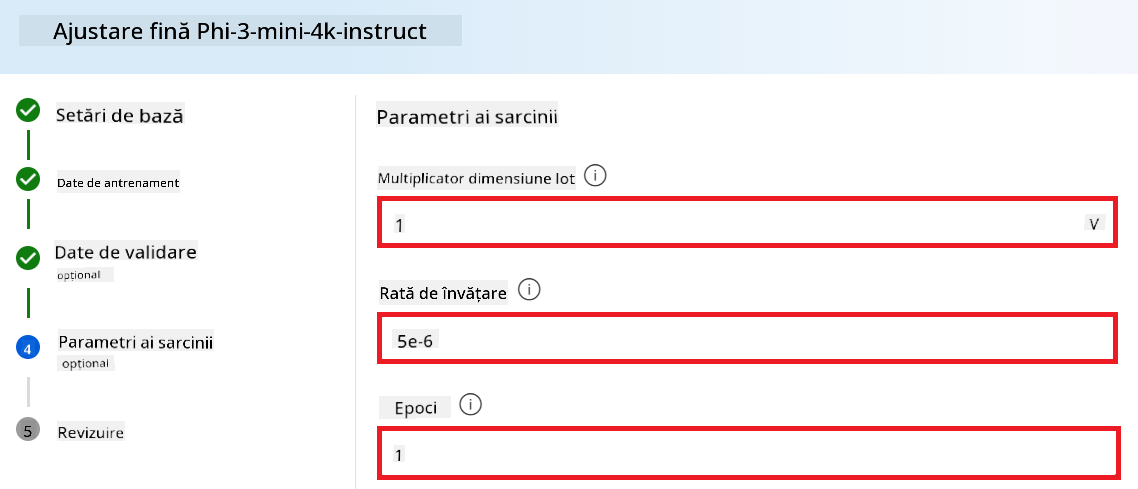 Ajustare fină Phi-3-mini-4k-instruct
Setări de bază
Date de antrenament
Date de validare
opțional
4
Parametri ai sarcinii
opțional
5
Revizuire
Parametri ai sarcinii
Multiplicator dimensiune lot
1
V
Rată de învățare
5e-6
Epoci
1